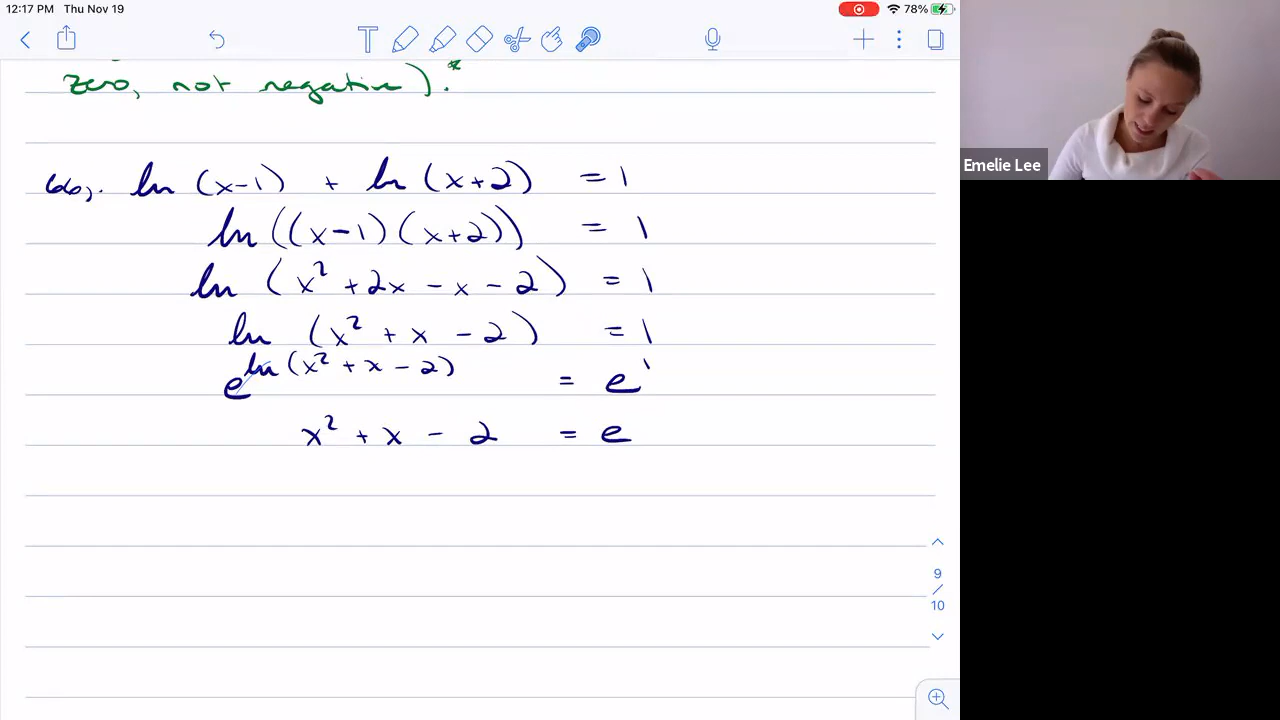 12:17 PM Thu Nov 19
78%
T
zero, not negative).*
66. ln (x-1) + ln (x+2) = 1
ln ((x-1)(x+2)) = 1
ln (x² + 2x - x - 2) = 1
ln (x² + x - 2) = 1
e^ln(x² + x - 2) = e¹
x² + x - 2 = e
9
/
10
Emelie Lee